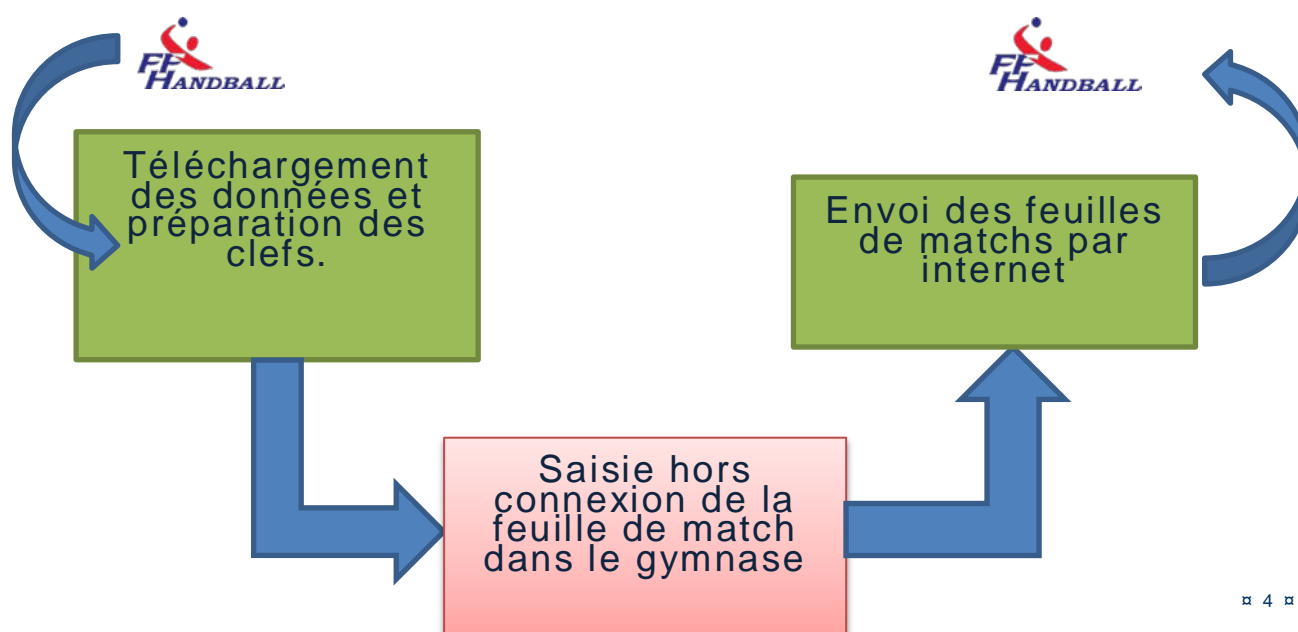 FF
HANDBALL
FF
HANDBALL
Téléchargement
des données et
préparation des
clefs.
Envoi des feuilles
de matchs par
internet
Saisie hors
connexion de la
feuille de match
dans le gymnase
¤ 4 ¤